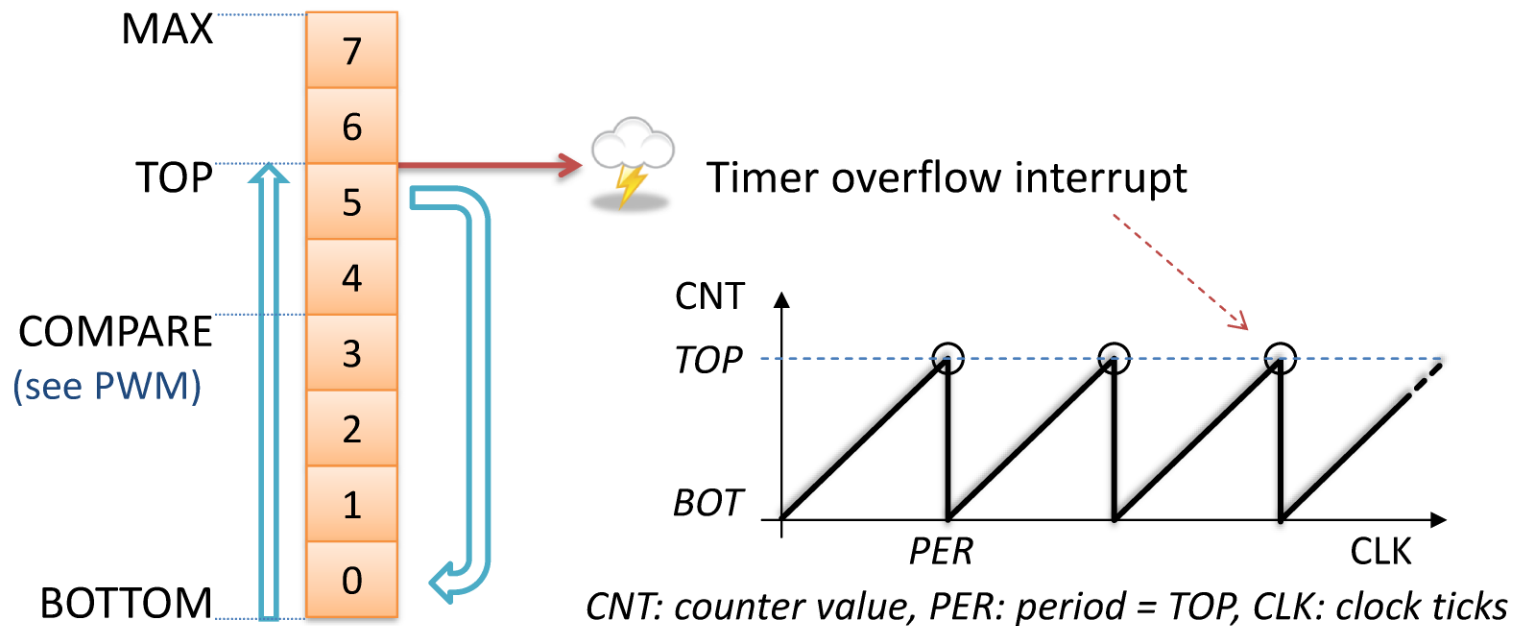 MAX
7
6
TOP
5
Timer overflow interrupt
4
CNT
COMPARE
3
TOP
(see PWM)
2
1
BOT
PER
CLK
0
BOTTOM
CNT: counter value, PER: period = TOP, CLK: clock ticks